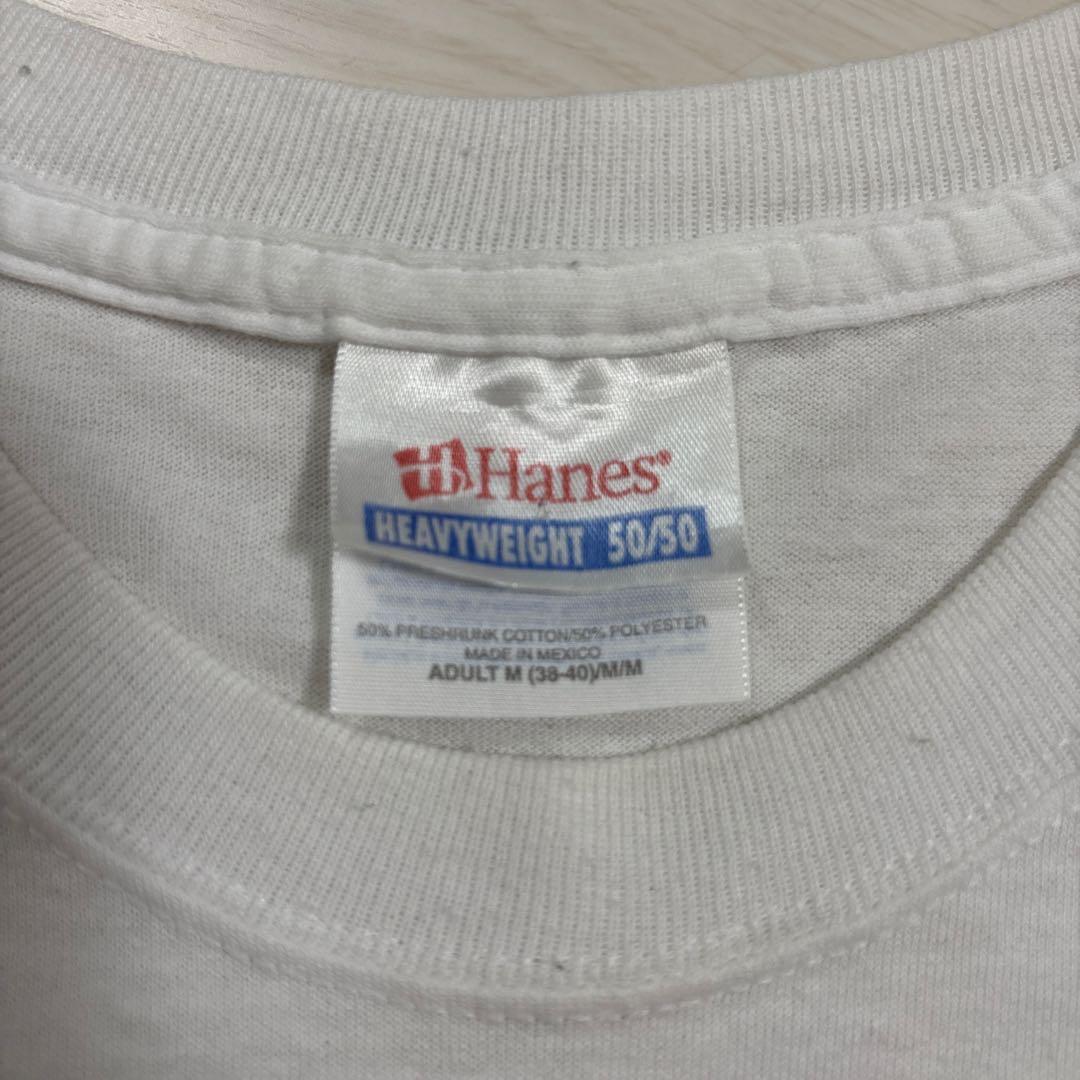 Hanes®
HEAVYWEIGHT 50/50
50% PRESHRUNK COTTON/50% POLYESTER
MADE IN MEXICO
ADULT M (38-40)/M/M